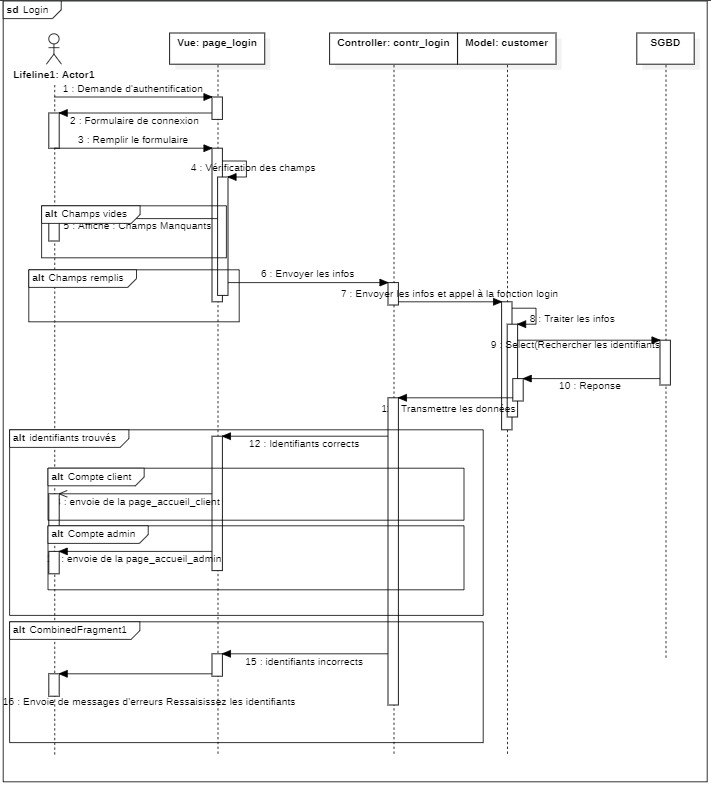 sd Login
Vue: page_login
Controller: contr_login
Model: customer
SGBD
Lifeline1: Actor1
1 : Demande d'authentification
2 : Formulaire de connexion
3 : Remplir le formulaire
4 : Vérification des champs
alt Champs vides
5 : Affiche : Champs Manquants
alt Champs remplis
6 : Envoyer les infos
7 : Envoyer les infos et appel à la fonction login
8 : Traiter les infos
9 : Select(Rechercher les identifiants
10 : Reponse
Transmettre les données
alt identifiants trouvés
12 : Identifiants corrects
alt Compte client
: envoie de la page_accueil_client
alt Compte admin
: envoie de la page_accueil_admin
alt CombinedFragment1
15 : identifiants incorrects
16 : Envoie de messages d'erreurs Ressaisissez les identifiants